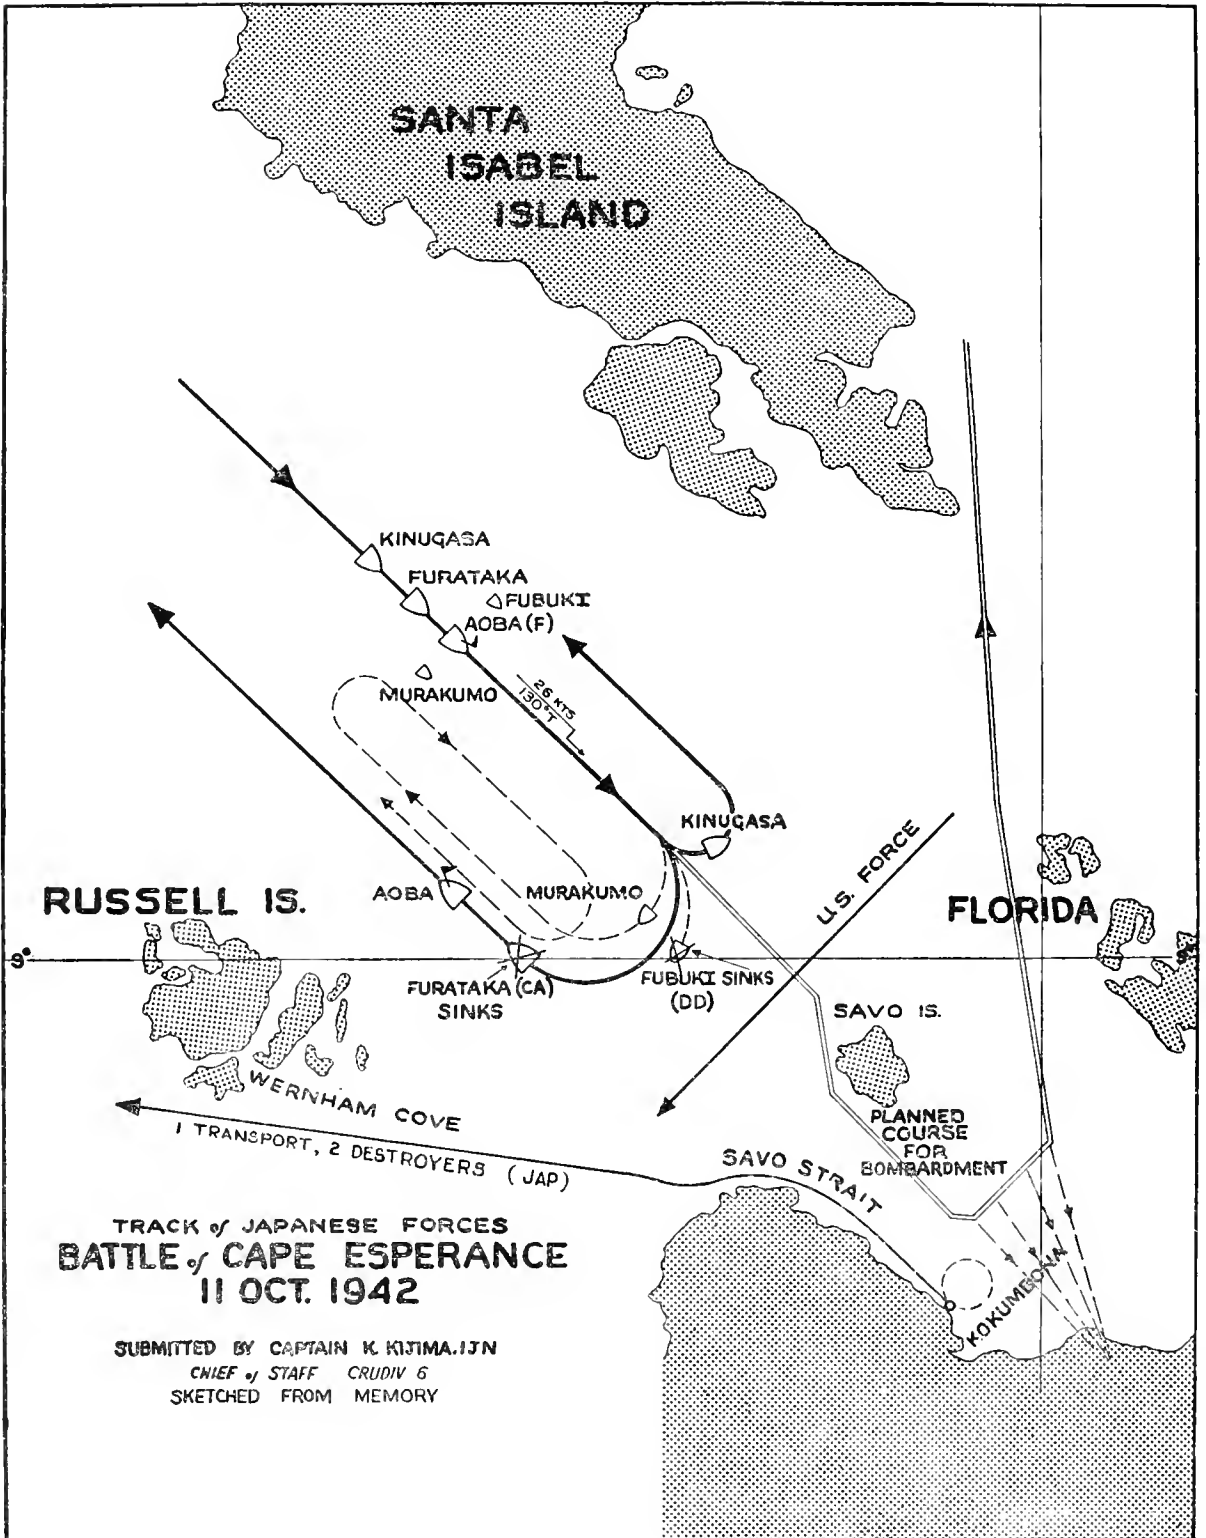 SANTA
ISABEL
ISLAND
KINUGASA
FURATAKA
FUBUKI
AOBA (F)
MURAKUMO
26 KTS
130°T
KINUGASA
U.S. FORCE
RUSSELL IS.
AOBA
MURAKUMO
FLORIDA
9°
9°
FURATAKA (CA)
SINKS
FUBUKI SINKS
(DD)
SAVO IS.
WERNHAM COVE
PLANNED
COURSE
FOR
BOMBARDMENT
1 TRANSPORT, 2 DESTROYERS (JAP)
SAVO STRAIT
KOKUMBONA
TRACK of JAPANESE FORCES
BATTLE of CAPE ESPERANCE
11 OCT. 1942
SUBMITTED BY CAPTAIN K. KIJIMA. IJN
CHIEF of STAFF CRUDIV 6
SKETCHED FROM MEMORY